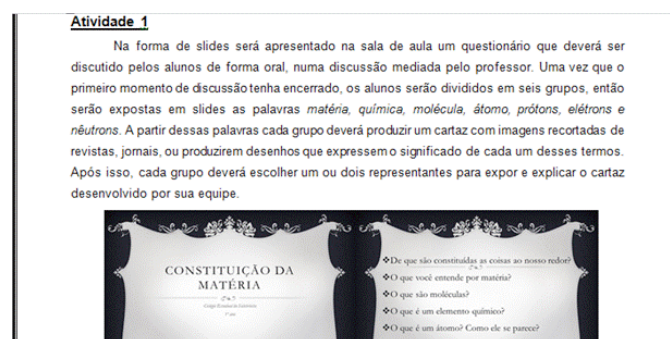 Atividade 1
Na forma de slides será apresentado na sala de aula um questionário que deverá ser
discutido pelos alunos de forma oral, numa discussão mediada pelo professor. Uma vez que o
primeiro momento de discussão tenha encerrado, os alunos serão divididos em seis grupos, então
serão expostas em slides as palavras matéria, química, molécula, átomo, prótons, elétrons e
nêutrons. A partir dessas palavras cada grupo deverá produzir um cartaz com imagens recortadas de
revistas, jornais, ou produzirem desenhos que expressem o significado de cada um desses termos.
Após isso, cada grupo deverá escolher um ou dois representantes para expor e explicar o cartaz
desenvolvido por sua equipe.
CONSTITUIÇÃO DA
MATÉRIA
❖De que são constituídas as coisas ao nosso redor?
❖O que você entende por matéria?
❖O que são moléculas?
❖O que é um elemento químico?
❖O que é um átomo? Como ele se parece?